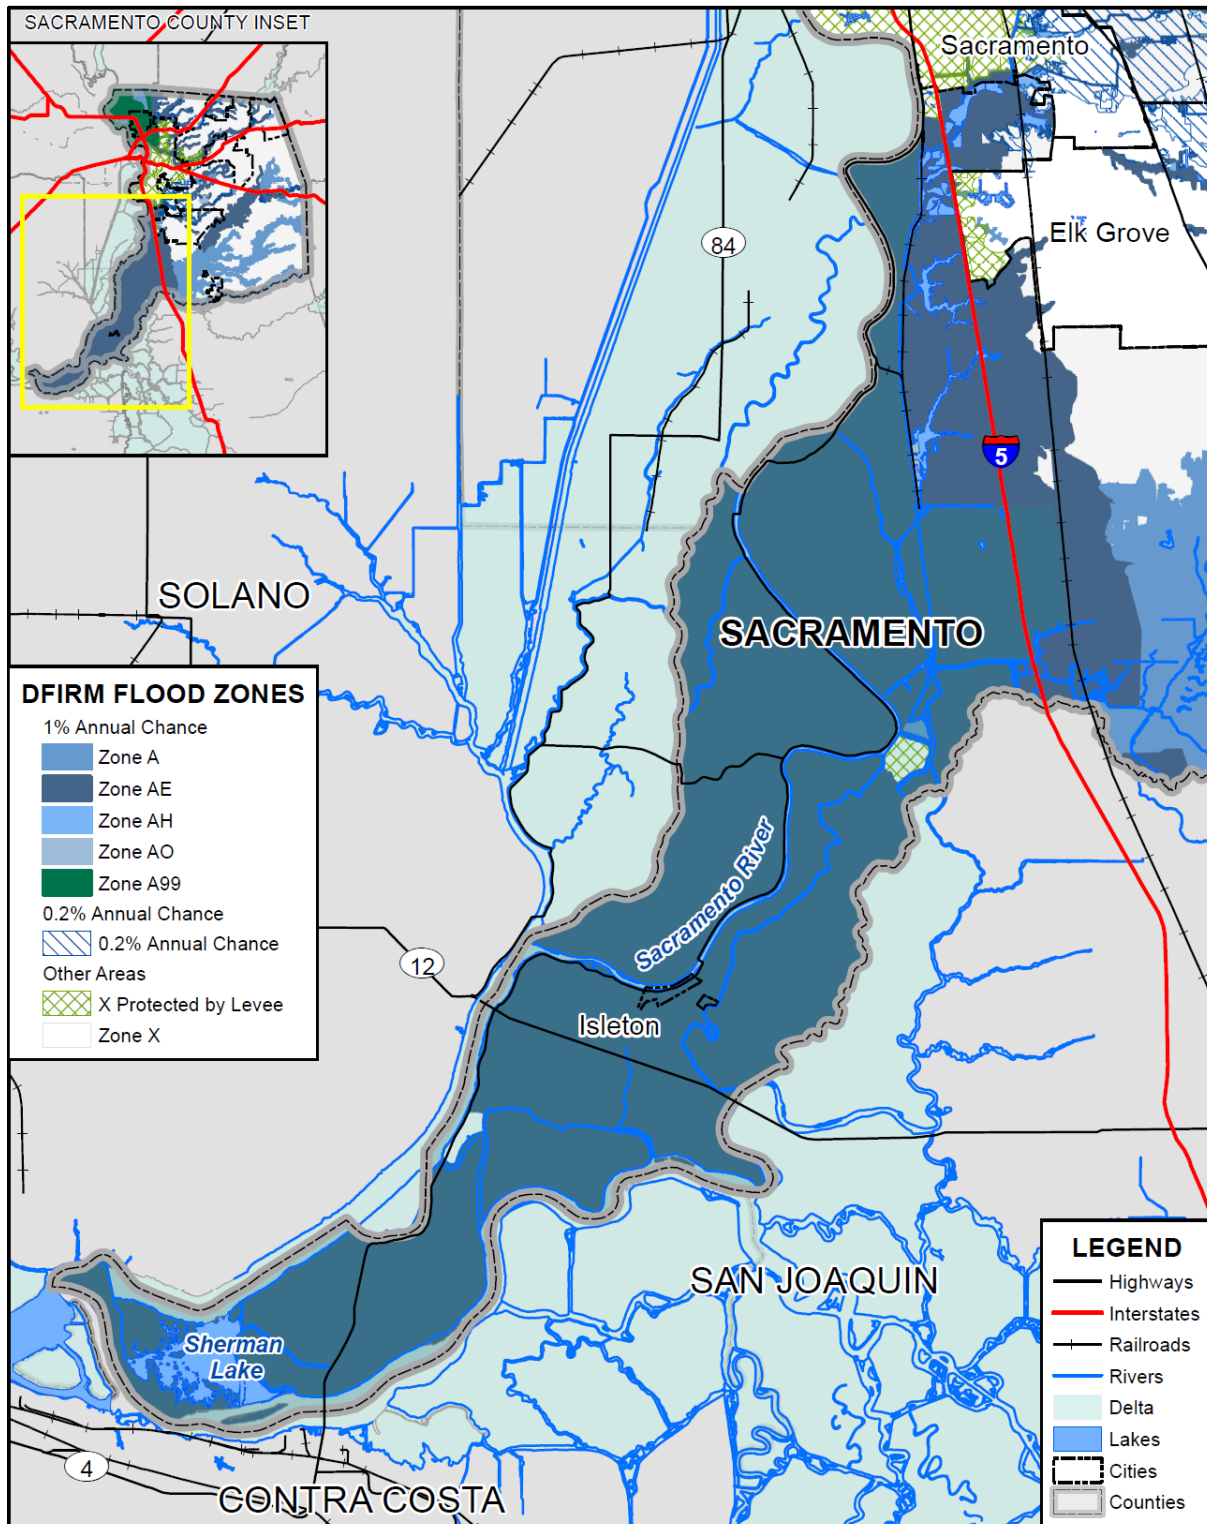 SACRAMENTO COUNTY INSET
Sacramento
Elk Grove
84
5
SOLANO
SACRAMENTO
DFIRM FLOOD ZONES
1% Annual Chance
Zone A
Zone AE
Zone AH
Zone AO
Zone A99
0.2% Annual Chance
0.2% Annual Chance
Other Areas
X Protected by Levee
Zone X
Sacramento River
12
Isleton
SAN JOAQUIN
Sherman
Lake
4
CONTRA COSTA
LEGEND
Highways
Interstates
Railroads
Rivers
Delta
Lakes
Cities
Counties